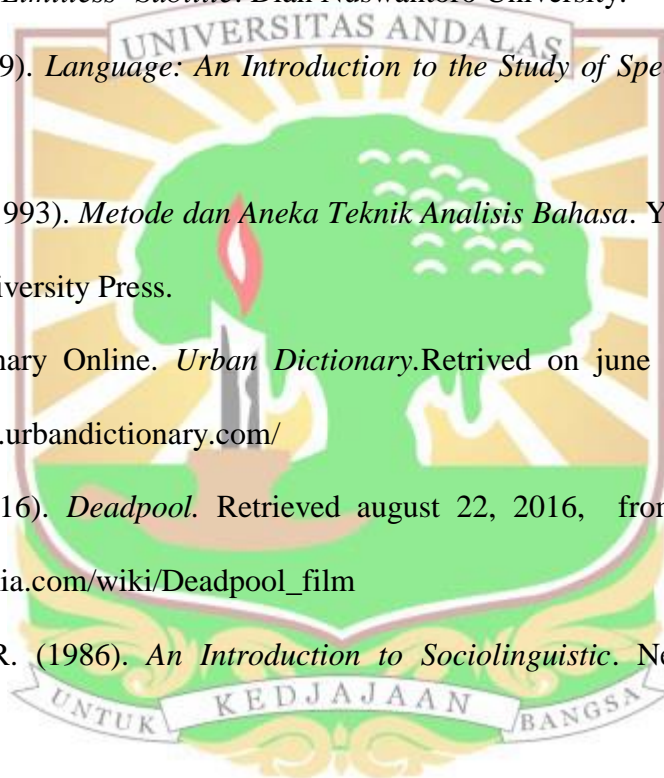 Limitless" Subtitle. Dian Nuswantoro University.
UNIVERSITAS ANDALAS
9). Language: An Introduction to the Study of Spe
993). Metode dan Aneka Teknik Analisis Bahasa. Y
iversity Press.
nary Online. Urban Dictionary.Retrived on june
.urbandictionary.com/
16). Deadpool. Retrieved august 22, 2016, from
ia.com/wiki/Deadpool_film
R. (1986). An Introduction to Sociolinguistic. Ne
UNTUK KEDJAJAAN BANGSA